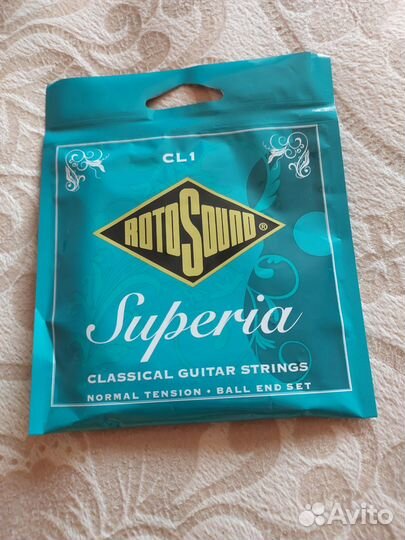 CL1
ROTOSOUND®
Superia
CLASSICAL GUITAR STRINGS
NORMAL TENSION • BALL END SET
Avito